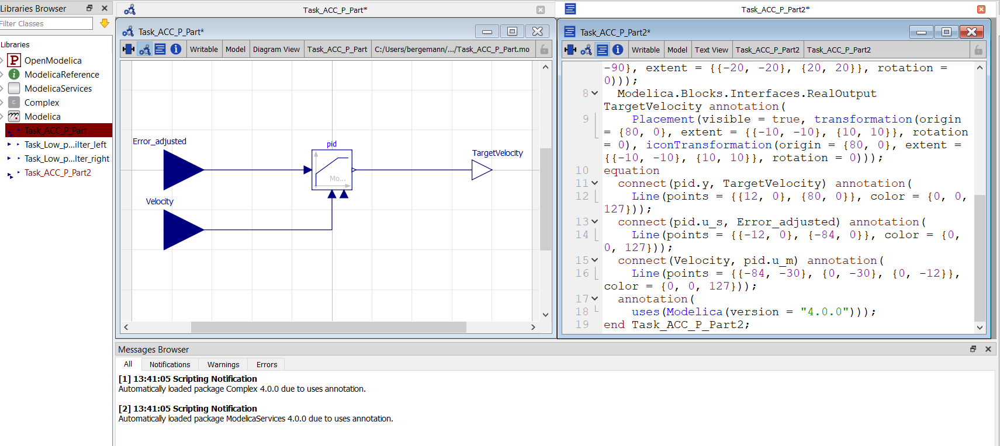 Libraries Browser
Filter Classes
Libraries
OpenModelica
ModelicaReference
ModelicaServices
Complex
Modelica
Task_ACC_P_Part
Task_Low_p...ilter_left
Task_Low_p...lter_right
Task_ACC_P_Part2
Task_ACC_P_Part*
Task_ACC_P_Part*
Writable
Model
Diagram View
Task_ACC_P_Part
C:/Users/bergemann/.../Task_ACC_P_Part.mo
Error_adjusted
Velocity
pid
Mo...
TargetVelocity
Task_ACC_P_Part2*
Task_ACC_P_Part2*
Writable
Model
Text View
Task_ACC_P_Part2
Task_ACC_P_Part2
-90}, extent = {{-20, -20}, {20, 20}}, rotation =
0)));
8 Modelica.Blocks.Interfaces.RealOutput
TargetVelocity annotation(
9 Placement(visible = true, transformation(origin
= {80, 0}, extent = {{-10, -10}, {10, 10}}, rotation
= 0), iconTransformation(origin = {80, 0}, extent =
{{-10, -10}, {10, 10}}, rotation = 0)));
10 equation
11 connect(pid.y, TargetVelocity) annotation(
12 Line(points = {{12, 0}, {80, 0}}, color = {0, 0,
127}));
13 connect(pid.u_s, Error_adjusted) annotation(
14 Line(points = {{-12, 0}, {-84, 0}}, color = {0,
0, 127}));
15 connect(Velocity, pid.u_m) annotation(
16 Line(points = {{-84, -30}, {0, -30}, {0, -12}},
color = {0, 0, 127}));
17 annotation(
18 uses(Modelica(version = "4.0.0")));
19 end Task_ACC_P_Part2;
Messages Browser
All
Notifications
Warnings
Errors
[1] 13:41:05 Scripting Notification
Automatically loaded package Complex 4.0.0 due to uses annotation.
[2] 13:41:05 Scripting Notification
Automatically loaded package ModelicaServices 4.0.0 due to uses annotation.